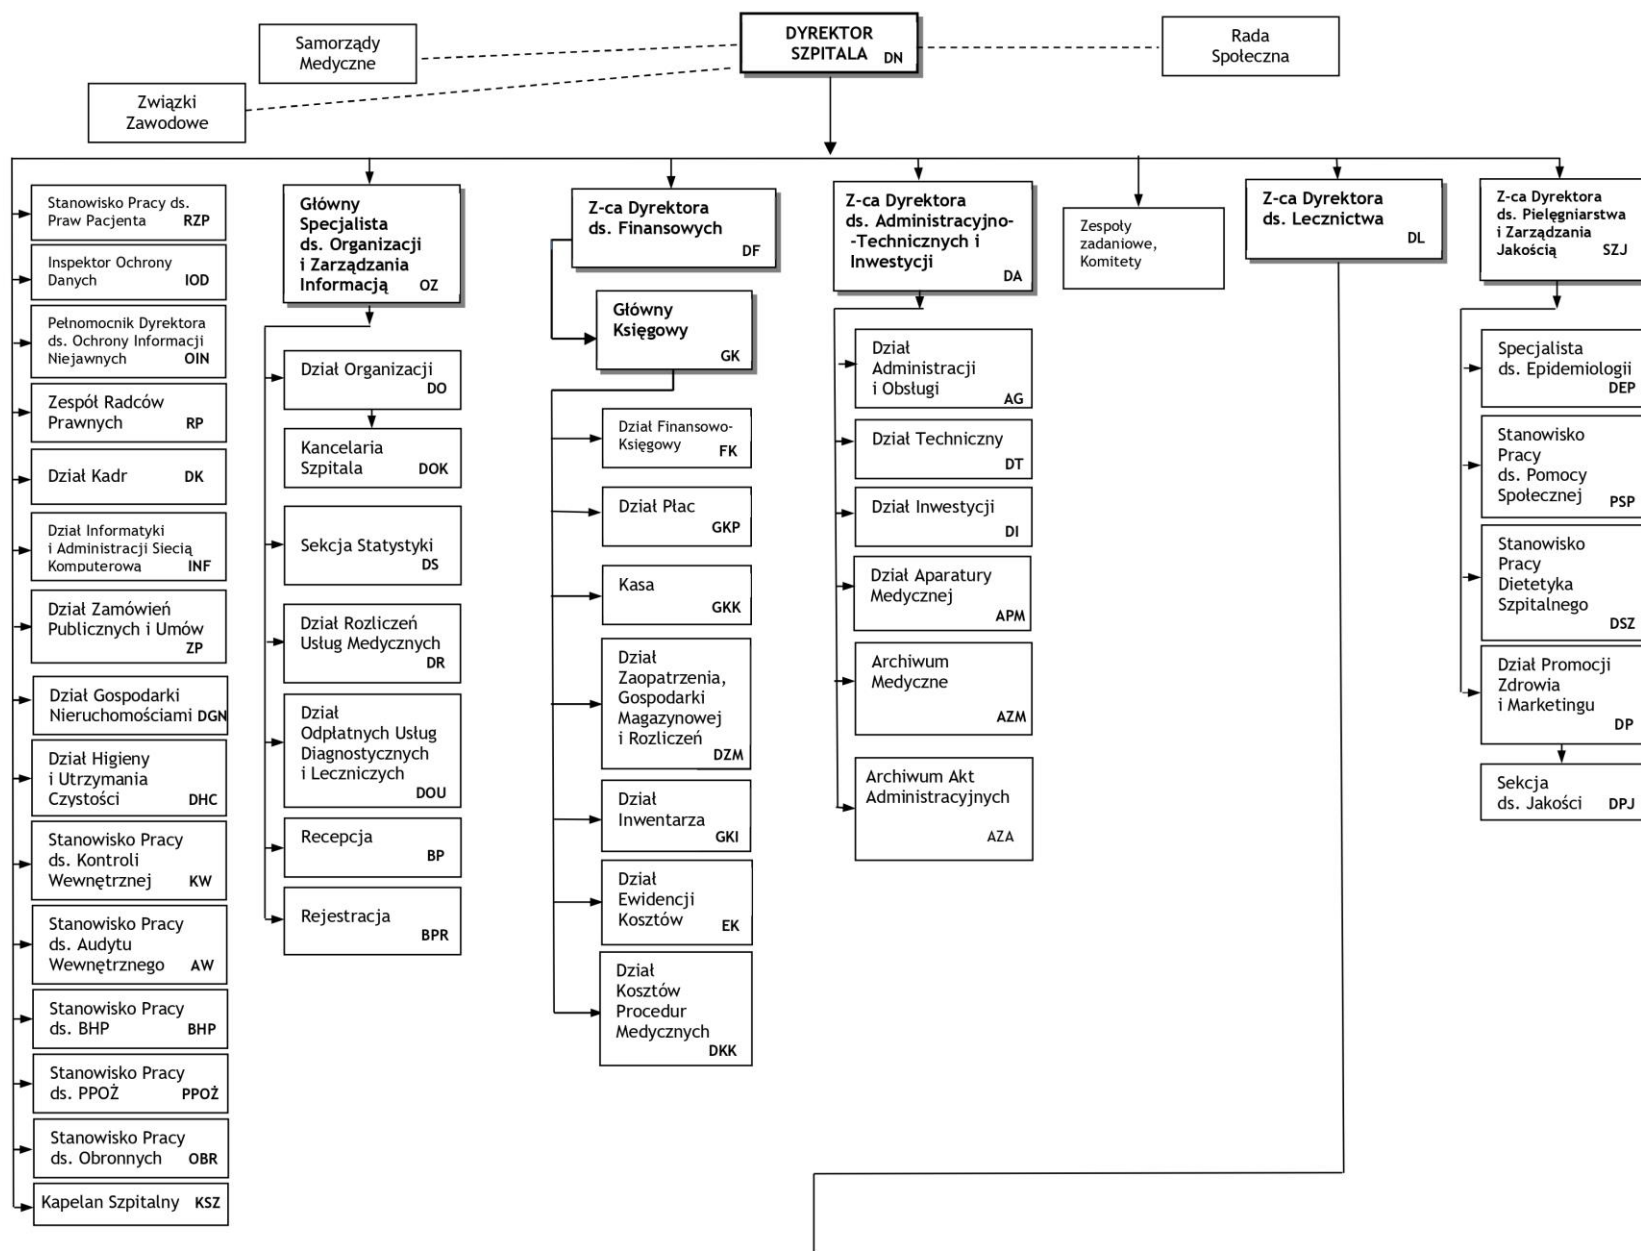 Samorządy
Medyczne
DYREKTOR
SZPITALA DN
Rada
Społeczna
Związki
Zawodowe
Stanowisko Pracy ds.
Praw Pacjenta RZP
Inspektor Ochrony
Danych IOD
Pełnomocnik Dyrektora
ds. Ochrony Informacji
Niejawnych OIN
Zespół Radców
Prawnych RP
Dział Kadr DK
Dział Informatyki
i Administracji Siecią
Komputerowa INF
Dział Zamówień
Publicznych i Umów
ZP
Dział Gospodarki
Nieruchomościami DGN
Dział Higieny
i Utrzymania
Czystości DHC
Stanowisko Pracy
ds. Kontroli
Wewnętrznej KW
Stanowisko Pracy
ds. Audytu
Wewnętrznego AW
Stanowisko Pracy
ds. BHP BHP
Stanowisko Pracy
ds. PPOŻ PPOŻ
Stanowisko Pracy
ds. Obronnych OBR
Kapelan Szpitalny KSZ
Główny
Specjalista
ds. Organizacji
i Zarządzania
Informacją OZ
Dział Organizacji
DO
Kancelaria
Szpitala DOK
Sekcja Statystyki
DS
Dział Rozliczeń
Usług Medycznych
DR
Dział
Odpłatnych Usług
Diagnostycznych
i Leczniczych
DOU
Recepcja
BP
Rejestracja
BPR
Z-ca Dyrektora
ds. Finansowych
DF
Główny
Księgowy
GK
Dział Finansowo-
Księgowy FK
Dział Płac
GKP
Kasa
GKK
Dział
Zaopatrzenia,
Gospodarki
Magazynowej
i Rozliczeń
DZM
Dział
Inwentarza
GKI
Dział
Ewidencji
Kosztów EK
Dział
Kosztów
Procedur
Medycznych
DKK
Z-ca Dyrektora
ds. Administracyjno-
-Technicznych i
Inwestycji DA
Dział
Administracji
i Obsługi AG
Dział Techniczny
DT
Dział Inwestycji
DI
Dział Aparatury
Medycznej
APM
Archiwum
Medyczne
AZM
Archiwum Akt
Administracyjnych
AZA
Zespoły
zadaniowe,
Komitety
Z-ca Dyrektora
ds. Lecznictwa
DL
Z-ca Dyrektora
ds. Pielęgniarstwa
i Zarządzania
Jakością SZJ
Specjalista
ds. Epidemiologii
DEP
Stanowisko
Pracy
ds. Pomocy
Społecznej
PSP
Stanowisko
Pracy
Dietetyka
Szpitalnego
DSZ
Dział Promocji
Zdrowia
i Marketingu
DP
Sekcja
ds. Jakości DPJ